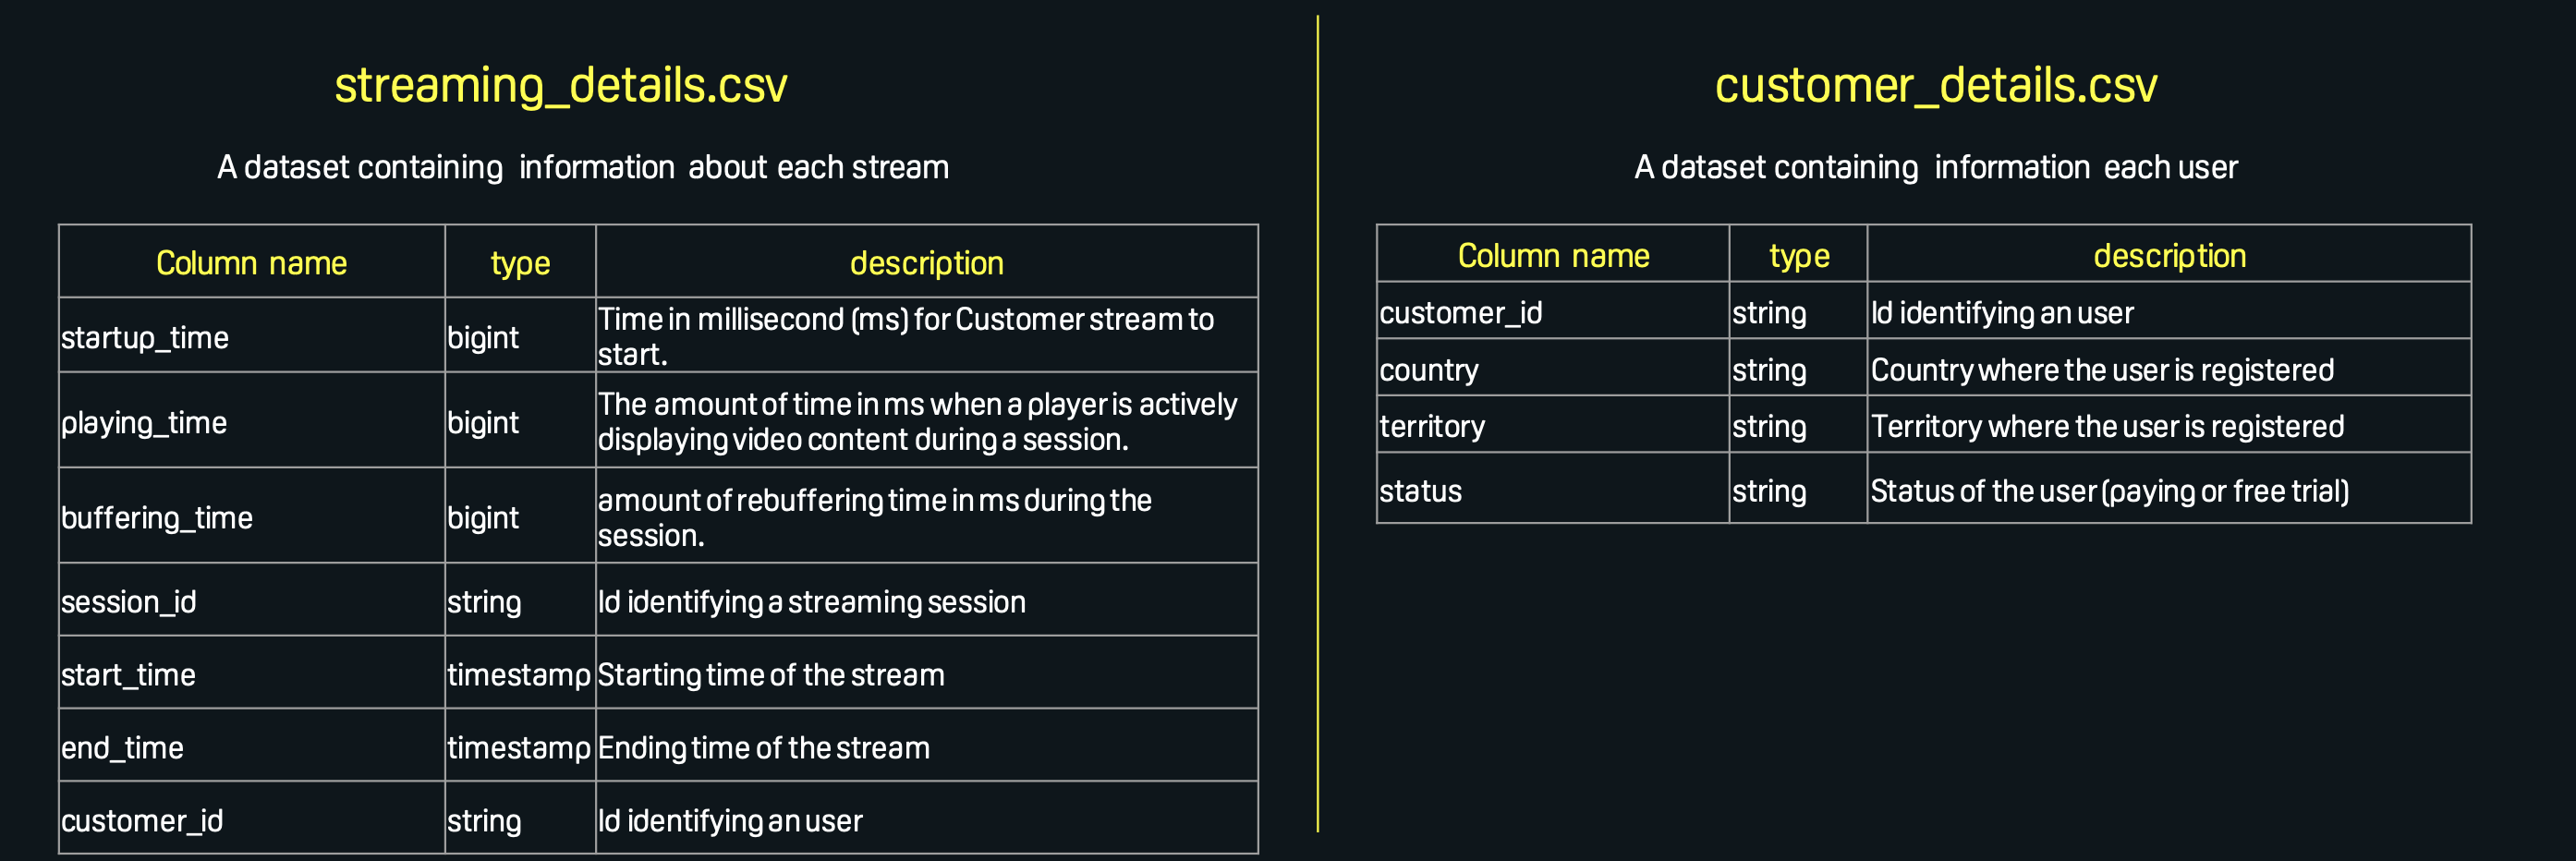 streaming_details.csv
A dataset containing information about each stream
Column name type description
startup_time bigint Time in millisecond (ms) for Customer stream to
start.
playing_time bigint The amount of time in ms when a player is actively
displaying video content during a session.
buffering_time bigint amount of rebuffering time in ms during the
session.
session_id string Id identifying a streaming session
start_time timestamp Starting time of the stream
end_time timestamp Ending time of the stream
customer_id string Id identifying an user
customer_details.csv
A dataset containing information each user
Column name type description
customer_id string Id identifying an user
country string Country where the user is registered
territory string Territory where the user is registered
status string Status of the user (paying or free trial)